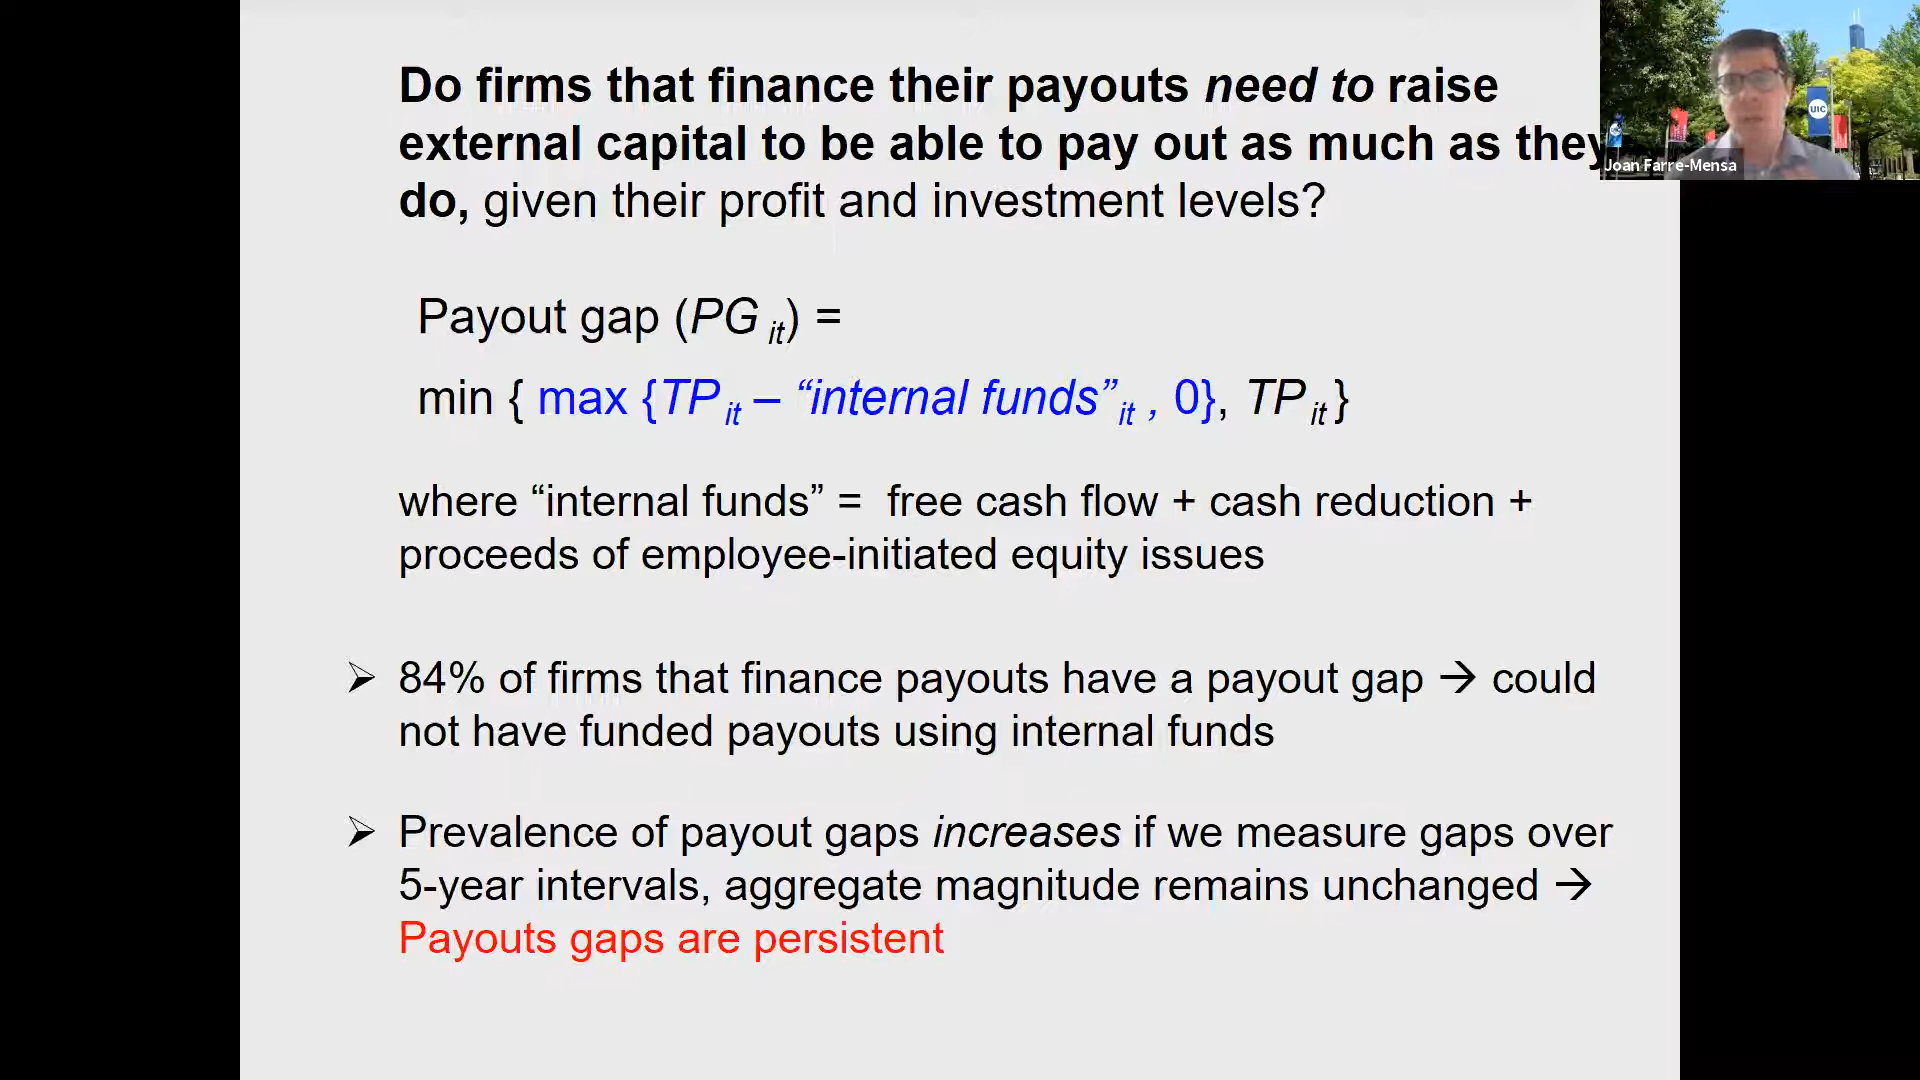 Do firms that finance their payouts need to raise
external capital to be able to pay out as much as they
do, given their profit and investment levels?
Payout gap (PG it) =
min { max {TP it – “internal funds” it , 0}, TP it }
where “internal funds” = free cash flow + cash reduction +
proceeds of employee-initiated equity issues
➢ 84% of firms that finance payouts have a payout gap → could
not have funded payouts using internal funds
➢ Prevalence of payout gaps increases if we measure gaps over
5-year intervals, aggregate magnitude remains unchanged →
Payouts gaps are persistent
UIC
Joan Farre-Mensa